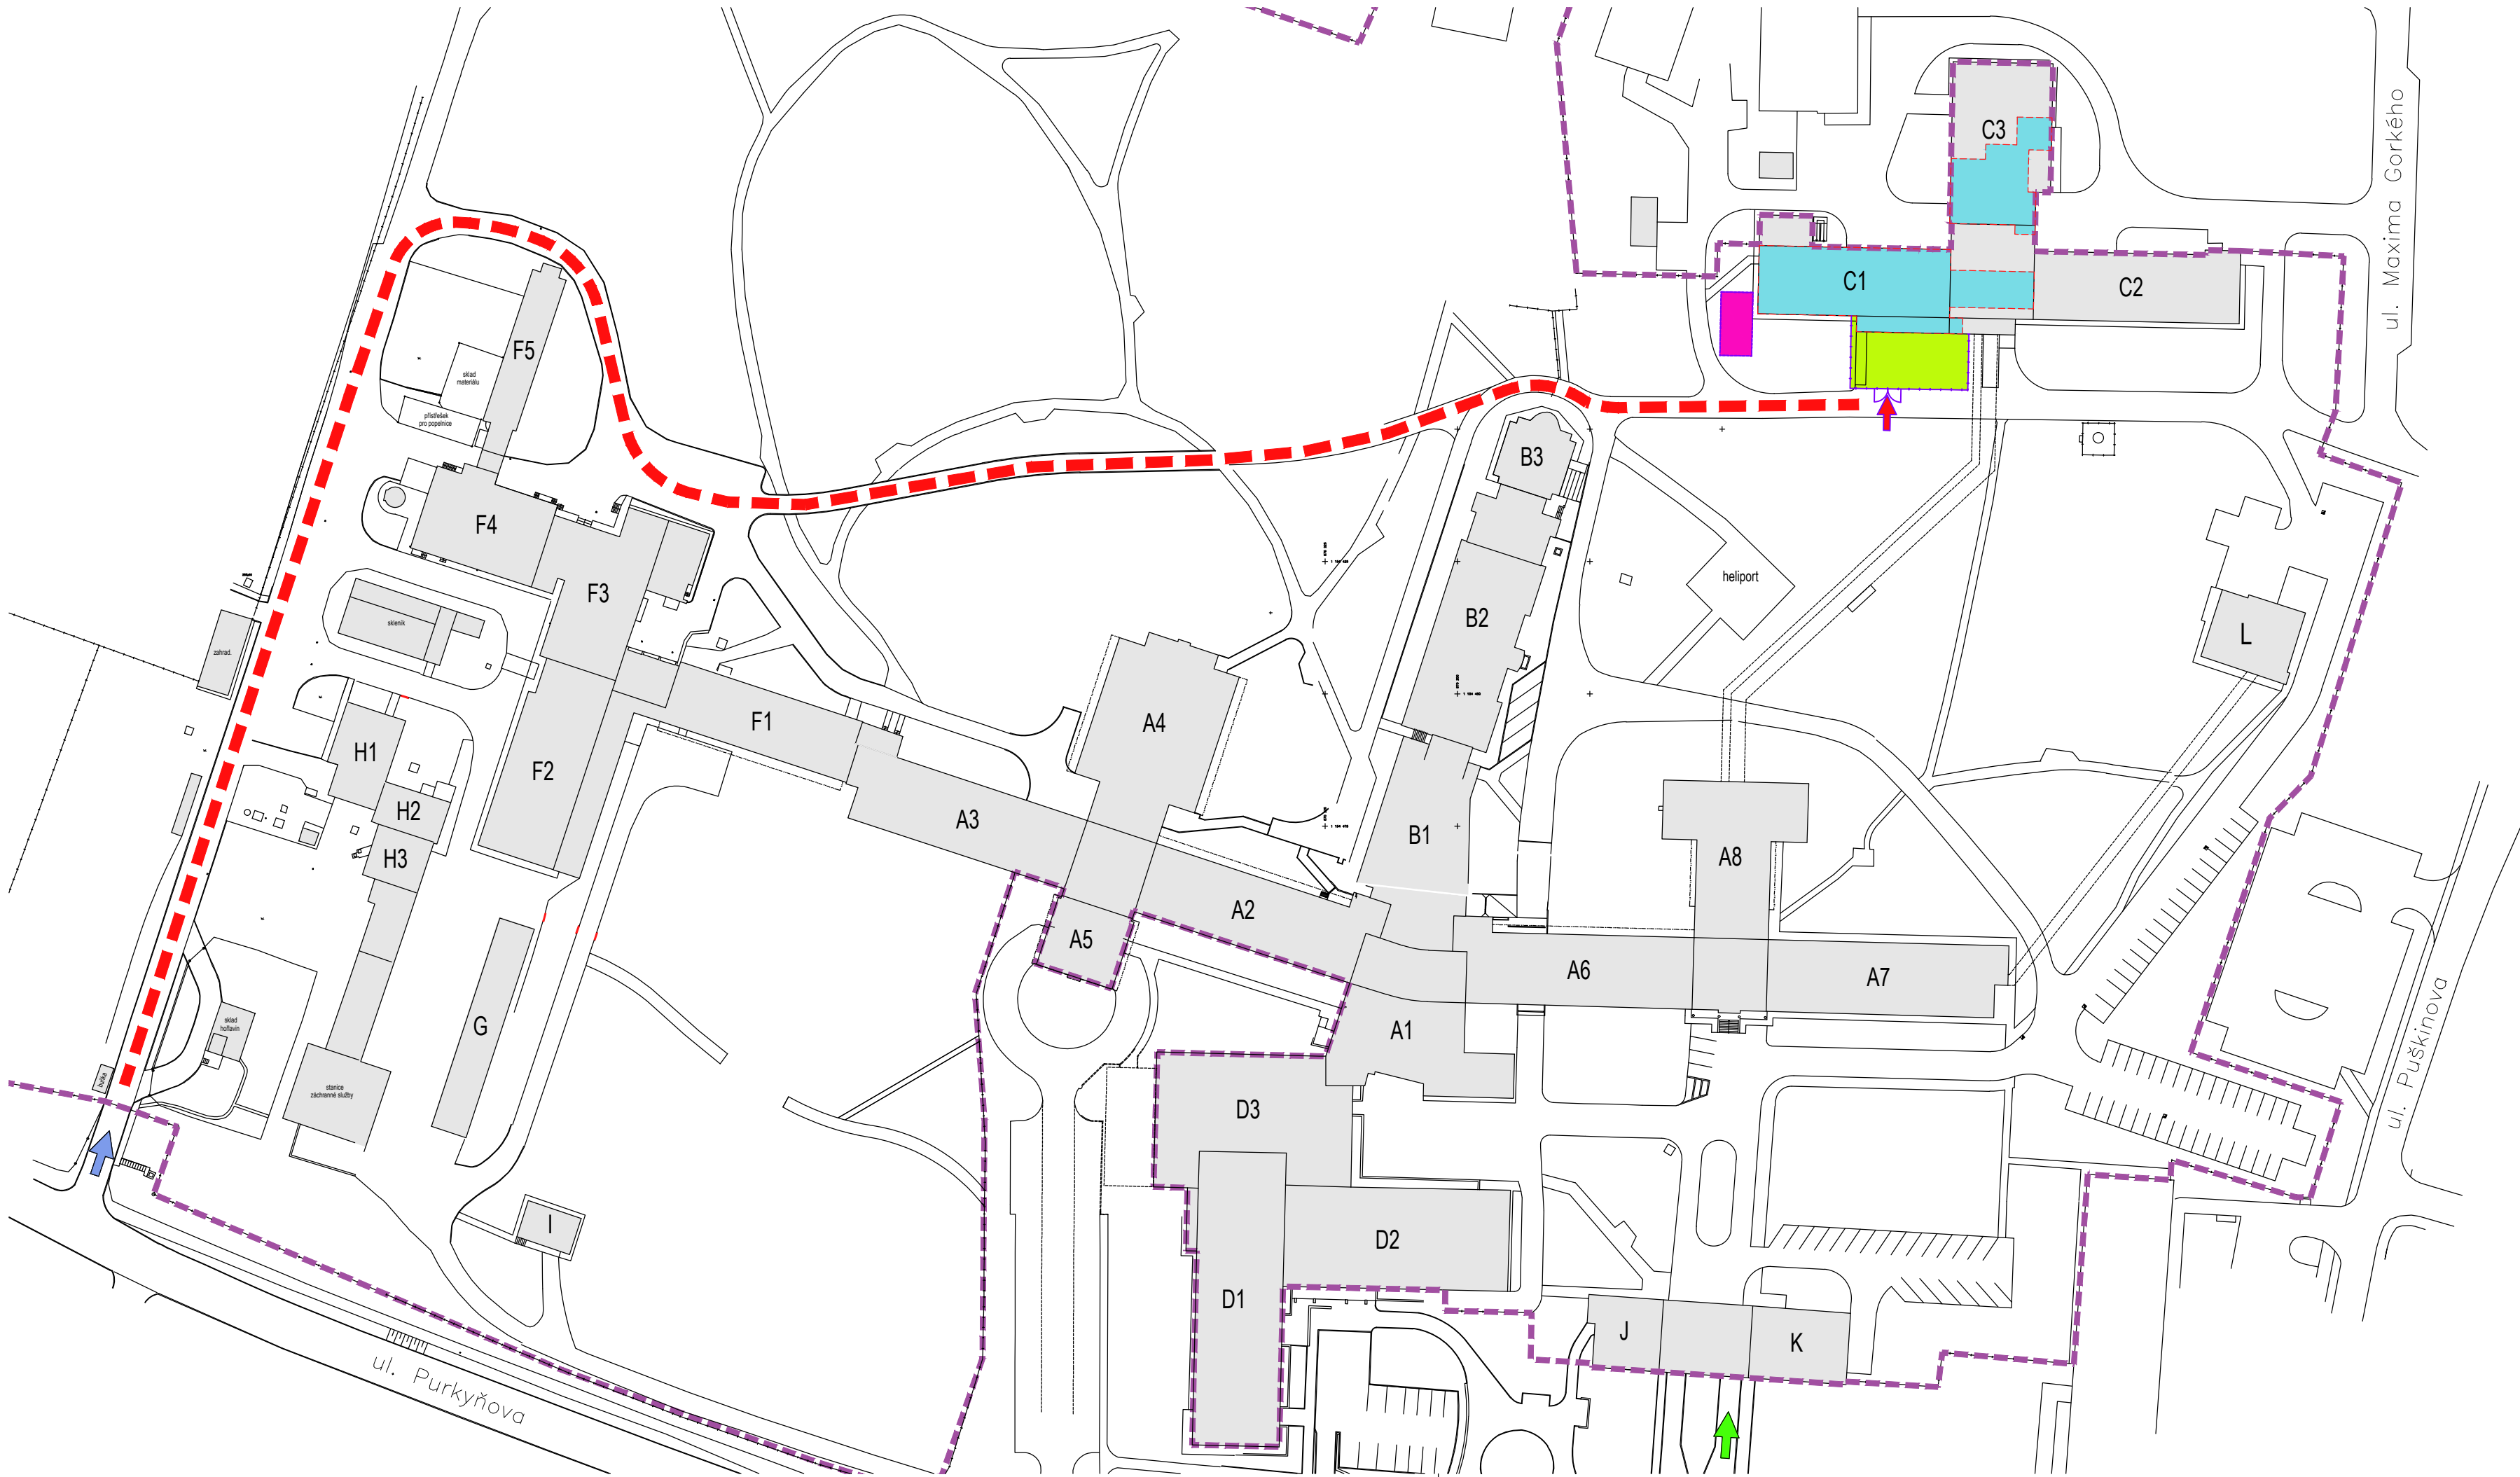 C3
ul. Maxima Gorkého
C1
C2
F5
sklad
materiálu
přístřešek
pro popelnice
B3
F4
heliport
F3
skleník
B2
L
zahrad.
A4
F1
H1
F2
H2
A3
B1
H3
A8
A2
A5
A6
A7
G
sklad
hořlavin
A1
ul. Puškinova
buňka
stanice
záchranné služby
D3
I
D2
D1
J
K
ul. Purkyňova